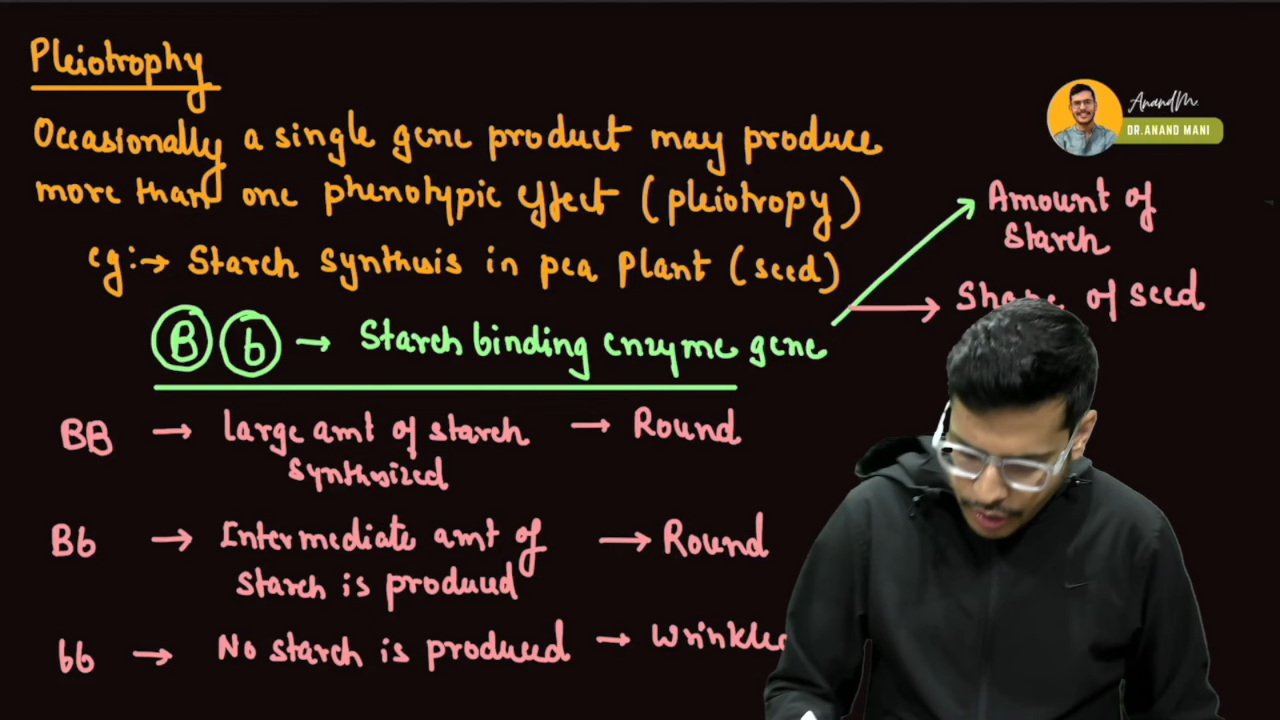 Pleiotrophy
Occasionally a single gene product may produce
more than one phenotypic effect (pleiotropy)
eg:→ Starch synthesis in pea plant (seed)
B b → Starch binding enzyme gene
Amount of
Starch
Shape of seed
BB → Large amt of starch → Round
synthesized
Bb → Intermediate amt of → Round
starch is produced
bb → No starch is produced → Wrinkled
AnandM.
DR.ANAND MANI